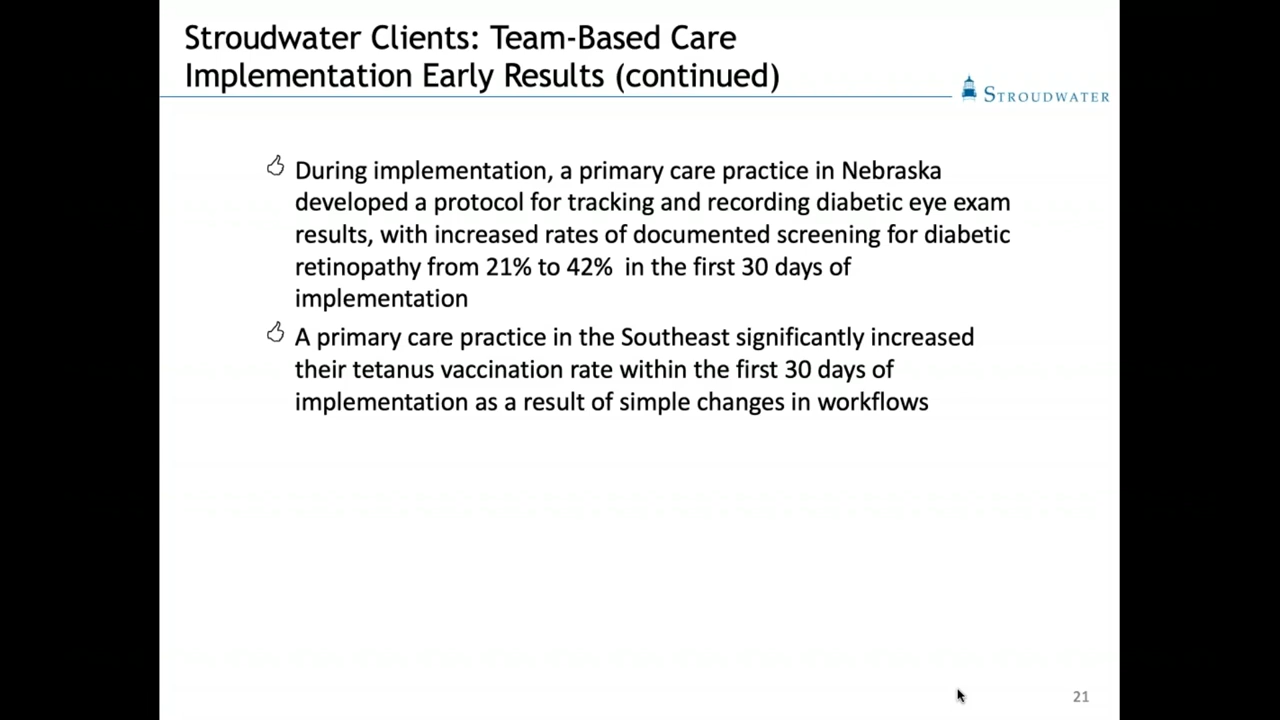 Stroudwater Clients: Team-Based Care
Implementation Early Results (continued)
STROUDWATER
During implementation, a primary care practice in Nebraska
developed a protocol for tracking and recording diabetic eye exam
results, with increased rates of documented screening for diabetic
retinopathy from 21% to 42% in the first 30 days of
implementation
A primary care practice in the Southeast significantly increased
their tetanus vaccination rate within the first 30 days of
implementation as a result of simple changes in workflows
21